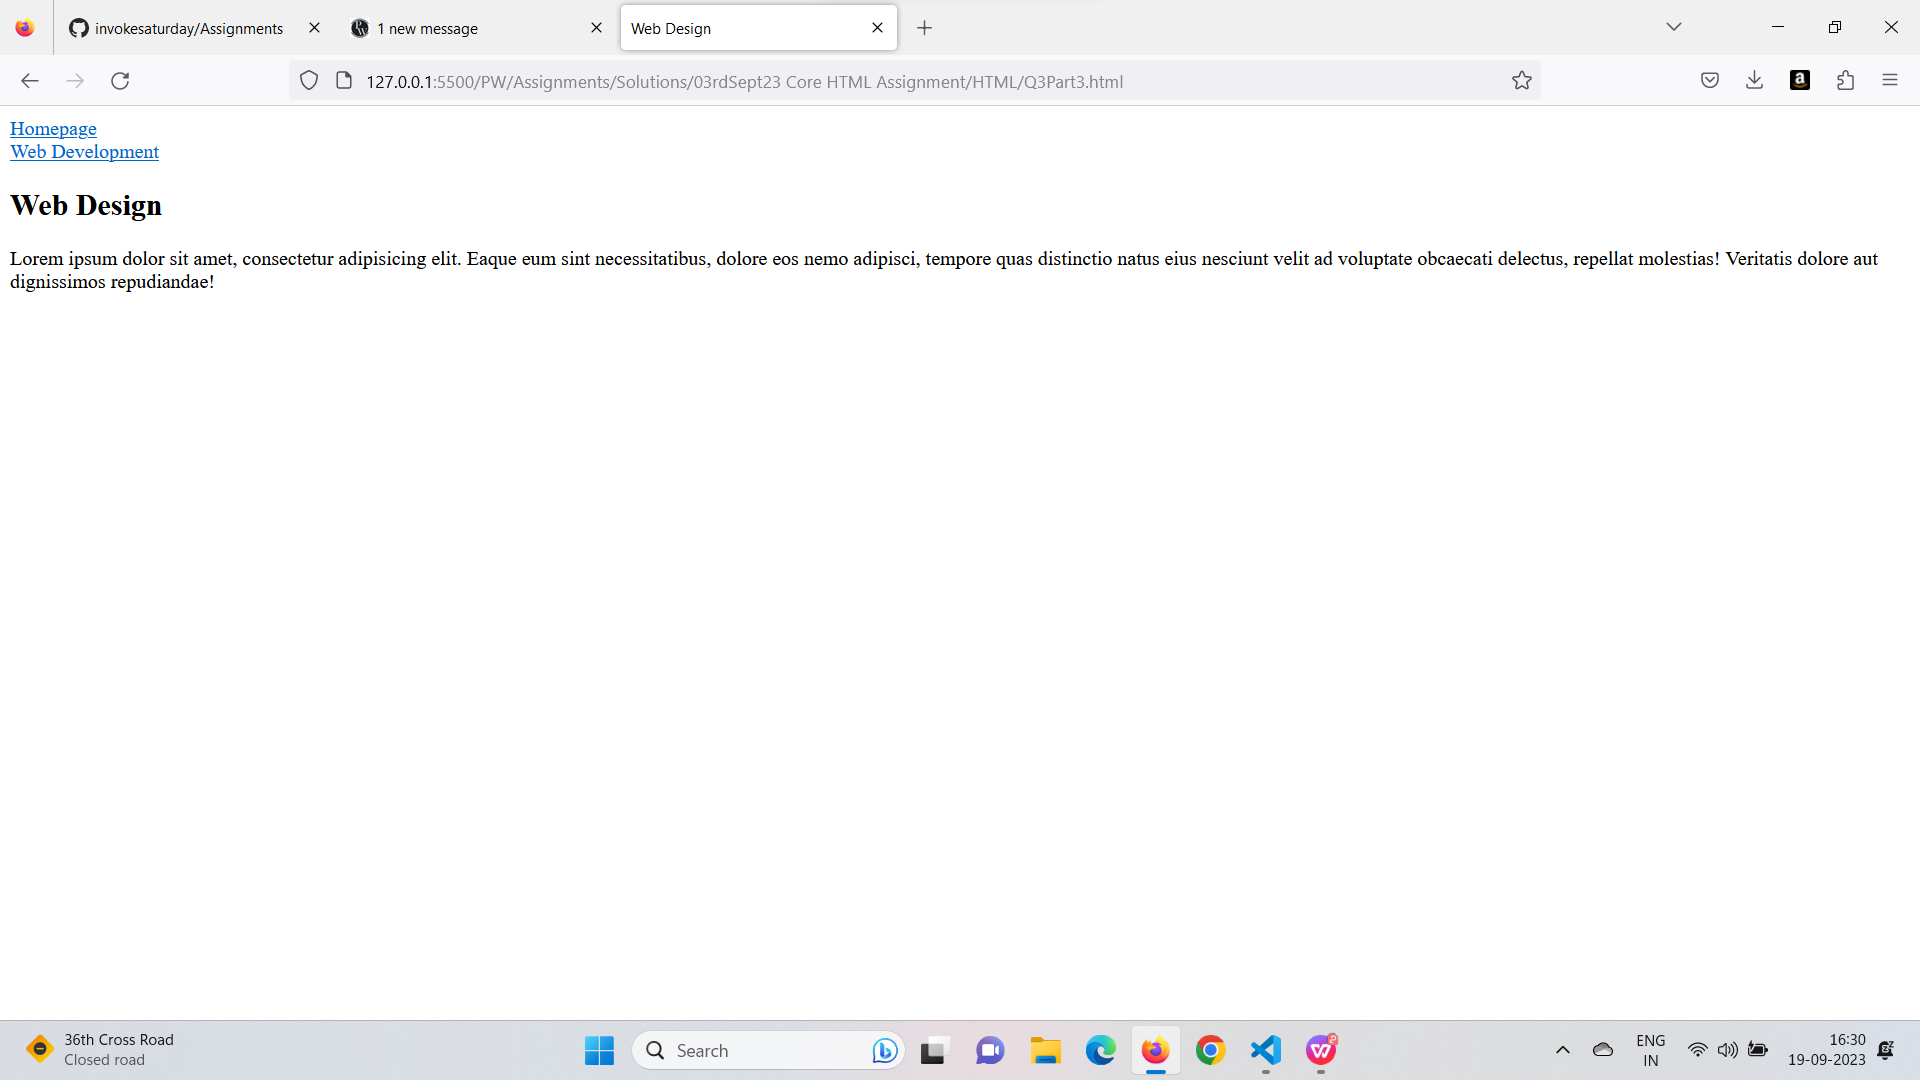 invokesaturday/Assignments
1 new message
Web Design
127.0.0.1:5500/PW/Assignments/Solutions/03rdSept23 Core HTML Assignment/HTML/Q3Part3.html
Homepage
Web Development
Web Design
Lorem ipsum dolor sit amet, consectetur adipisicing elit. Eaque eum sint necessitatibus, dolore eos nemo adipisci, tempore quas distinctio natus eius nesciunt velit ad voluptate obcaecati delectus, repellat molestias! Veritatis dolore aut
dignissimos repudiandae!
36th Cross Road
Closed road
Search
ENG
IN
16:30
19-09-2023